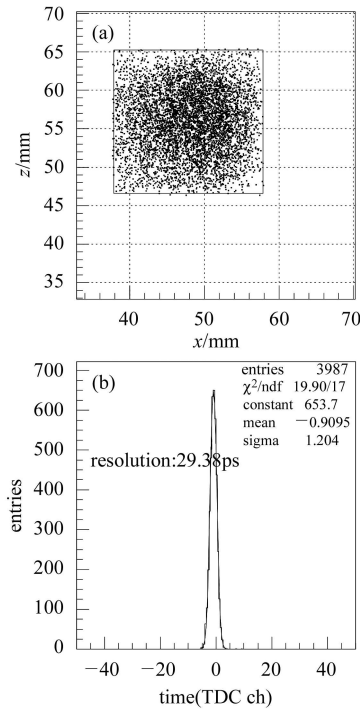 (a)
70
65
60
55
50
45
40
35
z/mm
40 50 60 70
x/mm
(b)
entries 3987
χ²/ndf 19.90/17
constant 653.7
mean −0.9095
sigma 1.204
resolution:29.38ps
700
600
500
400
300
200
100
0
entries
−40 −20 0 20 40
time(TDC ch)